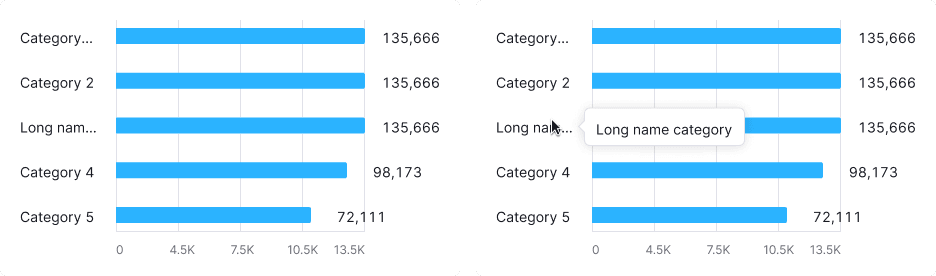 Category... 135,666
Category 2 135,666
Long nam... 135,666
Category 4 98,173
Category 5 72,111
0 4.5K 7.5K 10.5K 13.5K
Category... 135,666
Category 2 135,666
Long na... Long name category 135,666
Category 4 98,173
Category 5 72,111
0 4.5K 7.5K 10.5K 13.5K